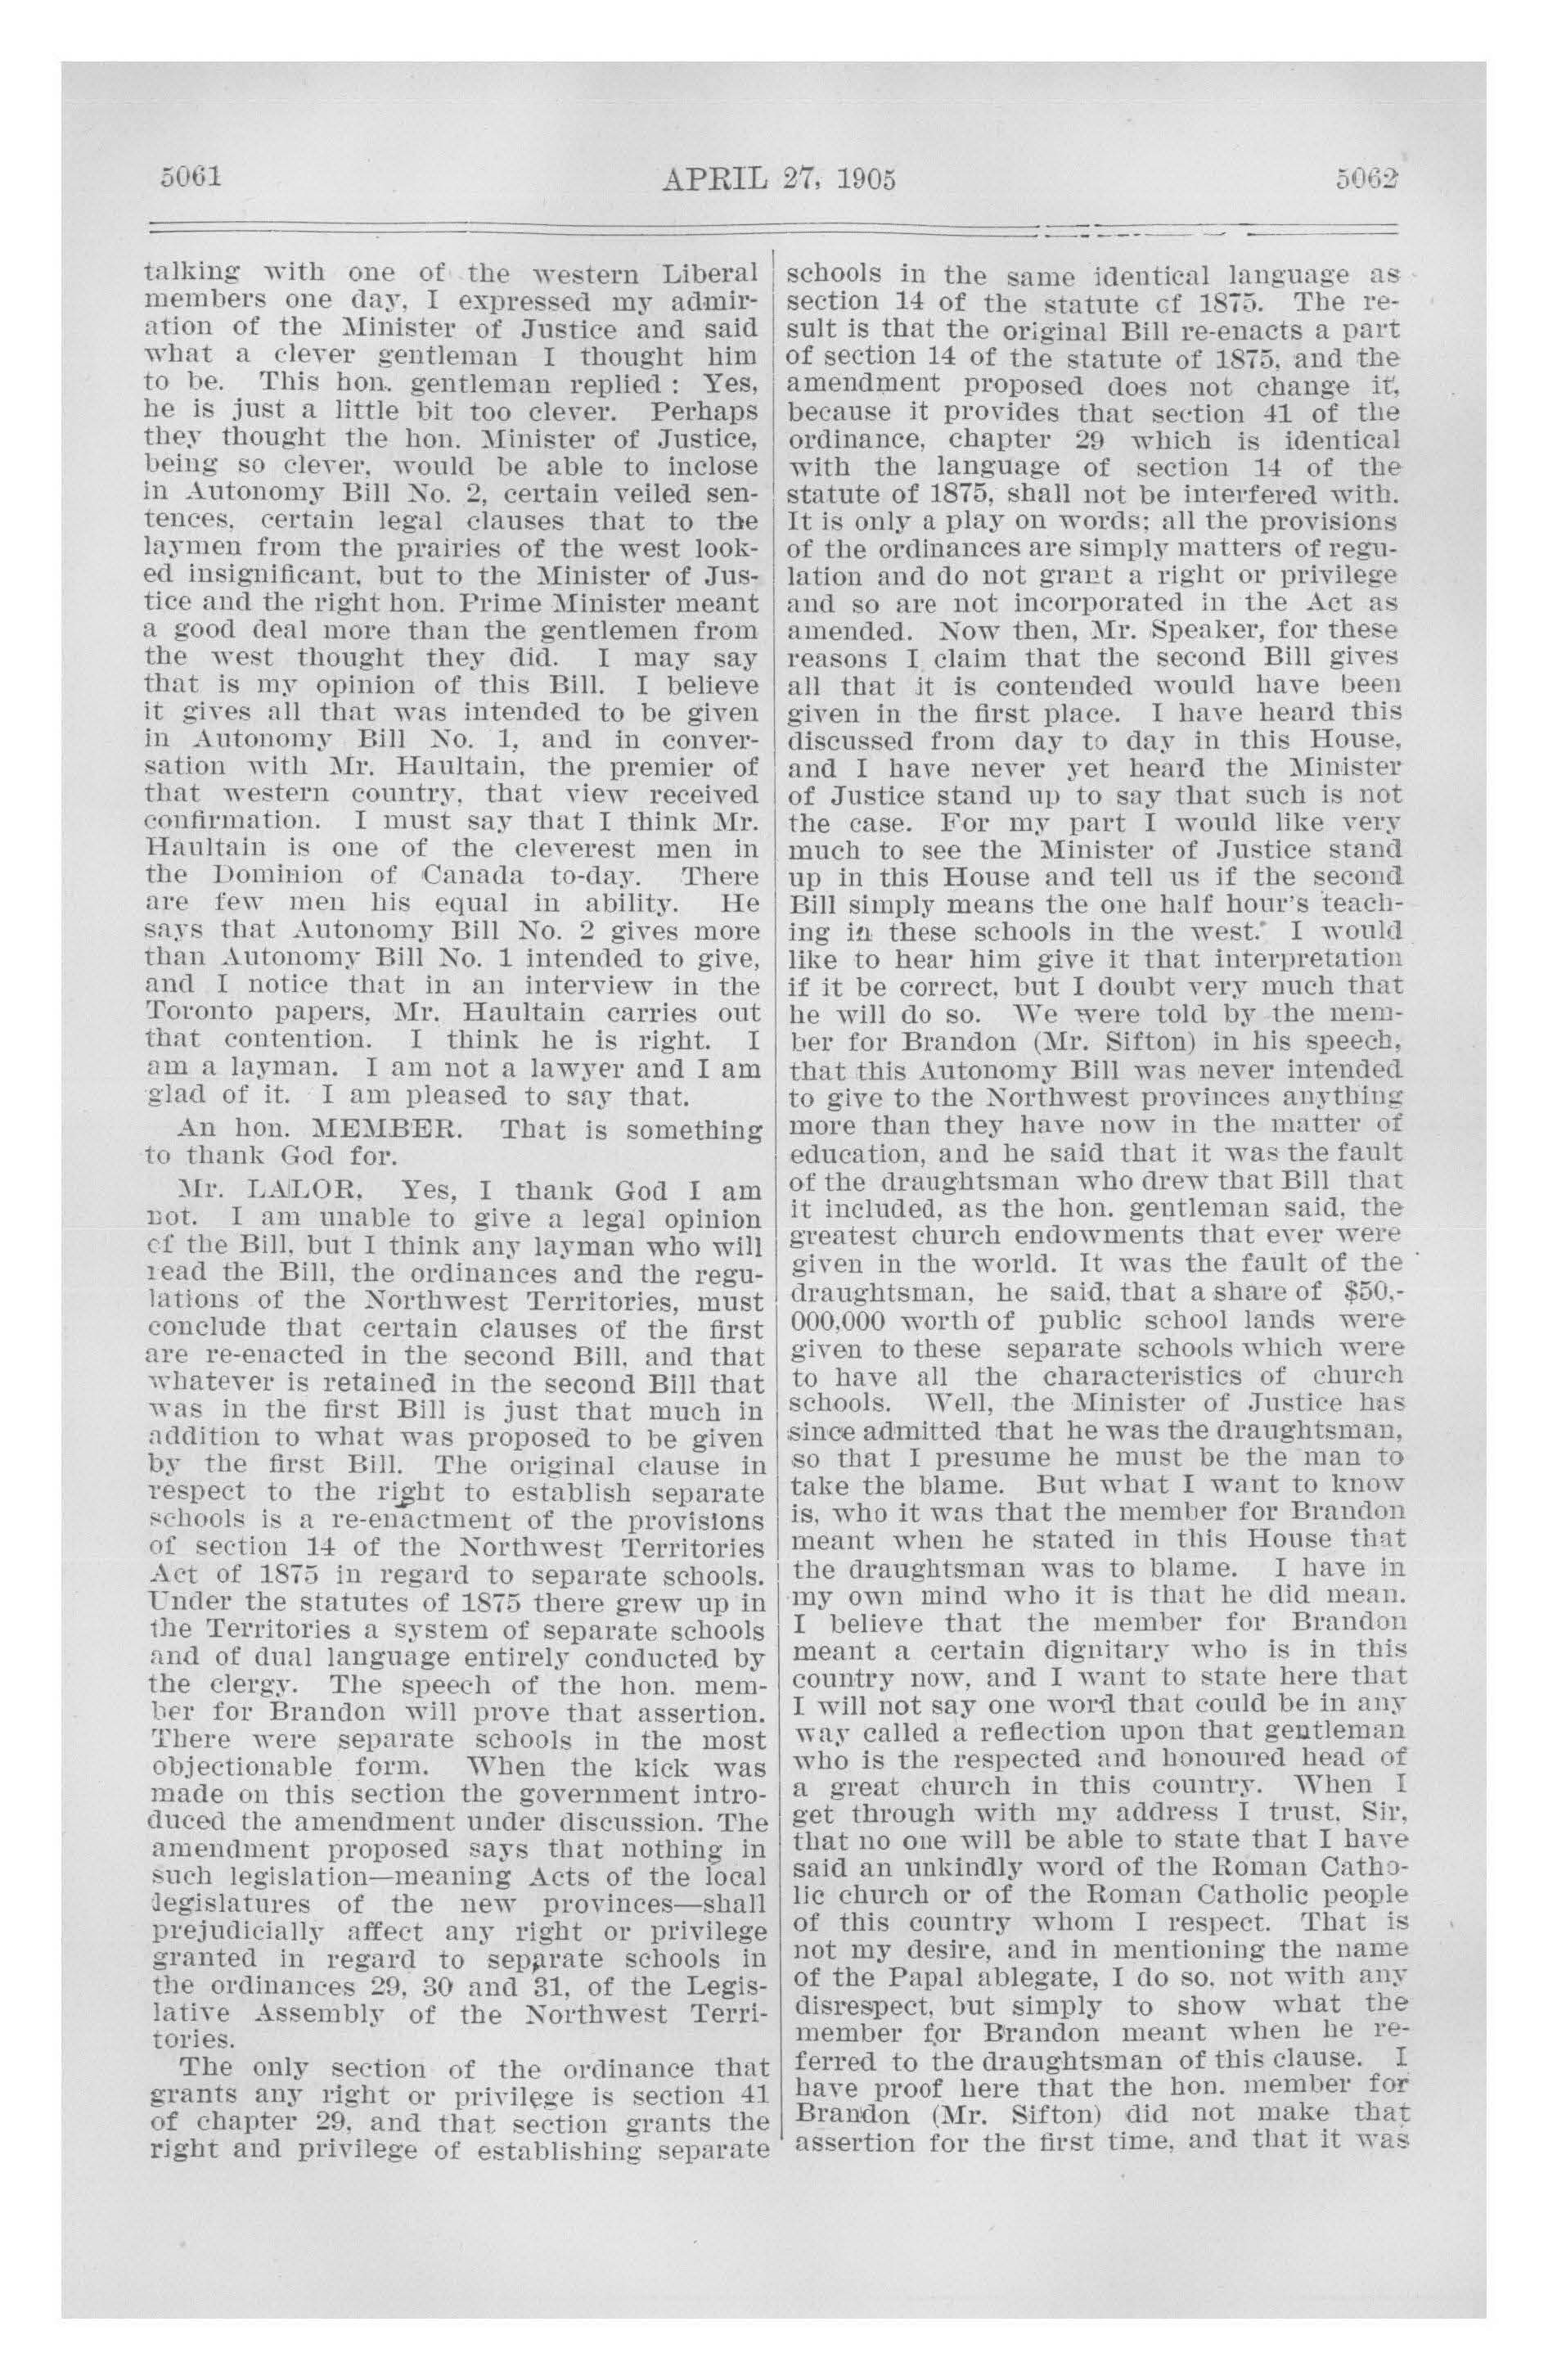 5061
APRIL 27, 1905
5062
talking with one of the western Liberal
members one day, I expressed my admir-
ation of the Minister of Justice and said
what a clever gentleman I thought him
to be. This hon. gentleman replied : Yes,
he is just a little bit too clever. Perhaps
they thought the hon. Minister of Justice,
being so clever, would be able to inclose
in Autonomy Bill No. 2, certain veiled sen-
tences, certain legal clauses that to the
laymen from the prairies of the west look-
ed insignificant, but to the Minister of Jus-
tice and the right hon. Prime Minister meant
a good deal more than the gentlemen from
the west thought they did. I may say
that is my opinion of this Bill. I believe
it gives all that was intended to be given
in Autonomy Bill No. 1, and in conver-
sation with Mr. Haultain, the premier of
that western country, that view received
confirmation. I must say that I think Mr.
Haultain is one of the cleverest men in
the Dominion of Canada to-day. There
are few men his equal in ability. He
says that Autonomy Bill No. 2 gives more
than Autonomy Bill No. 1 intended to give,
and I notice that in an interview in the
Toronto papers, Mr. Haultain carries out
that contention. I think he is right. I
am a layman. I am not a lawyer and I am
glad of it. I am pleased to say that.
An hon. MEMBER. That is something
to thank God for.
Mr. LALOR. Yes, I thank God I am
not. I am unable to give a legal opinion
of the Bill, but I think any layman who will
read the Bill, the ordinances and the regu-
lations of the Northwest Territories, must
conclude that certain clauses of the first
are re-enacted in the second Bill, and that
whatever is retained in the second Bill that
was in the first Bill is just that much in
addition to what was proposed to be given
by the first Bill. The original clause in
respect to the right to establish separate
schools is a re-enactment of the provisions
of section 14 of the Northwest Territories
Act of 1875 in regard to separate schools.
Under the statutes of 1875 there grew up in
the Territories a system of separate schools
and of dual language entirely conducted by
the clergy. The speech of the hon. mem-
ber for Brandon will prove that assertion.
There were separate schools in the most
objectionable form. When the kick was
made on this section the government intro-
duced the amendment under discussion. The
amendment proposed says that nothing in
such legislation—meaning Acts of the local
legislatures of the new provinces—shall
prejudicially affect any right or privilege
granted in regard to separate schools in
the ordinances 29, 30 and 31, of the Legis-
lative Assembly of the Northwest Terri-
tories.
The only section of the ordinance that
grants any right or privilege is section 41
of chapter 29, and that section grants the
right and privilege of establishing separate
schools in the same identical language as
section 14 of the statute of 1875. The re-
sult is that the original Bill re-enacts a part
of section 14 of the statute of 1875, and the
amendment proposed does not change it,
because it provides that section 41 of the
ordinance, chapter 29 which is identical
with the language of section 14 of the
statute of 1875, shall not be interfered with.
It is only a play on words; all the provisions
of the ordinances are simply matters of regu-
lation and do not grant a right or privilege
and so are not incorporated in the Act as
amended. Now then, Mr. Speaker, for these
reasons I claim that the second Bill gives
all that it is contended would have been
given in the first place. I have heard this
discussed from day to day in this House,
and I have never yet heard the Minister
of Justice stand up to say that such is not
the case. For my part I would like very
much to see the Minister of Justice stand
up in this House and tell us if the second
Bill simply means the one half hour's teach-
ing in these schools in the west. I would
like to hear him give it that interpretation
if it be correct, but I doubt very much that
he will do so. We were told by the mem-
ber for Brandon (Mr. Sifton) in his speech,
that this Autonomy Bill was never intended
to give to the Northwest provinces anything
more than they have now in the matter of
education, and he said that it was the fault
of the draughtsman who drew that Bill that
it included, as the hon. gentleman said, the
greatest church endowments that ever were
given in the world. It was the fault of the
draughtsman, he said, that a share of $50,-
000,000 worth of public school lands were
given to these separate schools which were
to have all the characteristics of church
schools. Well, the Minister of Justice has
since admitted that he was the draughtsman,
so that I presume he must be the man to
take the blame. But what I want to know
is, who it was that the member for Brandon
meant when he stated in this House that
the draughtsman was to blame. I have in
my own mind who it is that he did mean.
I believe that the member for Brandon
meant a certain dignitary who is in this
country now, and I want to state here that
I will not say one word that could be in any
way called a reflection upon that gentleman
who is the respected and honoured head of
a great church in this country. When I
get through with my address I trust, Sir,
that no one will be able to state that I have
said an unkindly word of the Roman Catho-
lic church or of the Roman Catholic people
of this country whom I respect. That is
not my desire, and in mentioning the name
of the Papal ablegate, I do so, not with any
disrespect, but simply to show what the
member for Brandon meant when he re-
ferred to the draughtsman of this clause. I
have proof here that the hon. member for
Brandon (Mr. Sifton) did not make that
assertion for the first time, and that it was